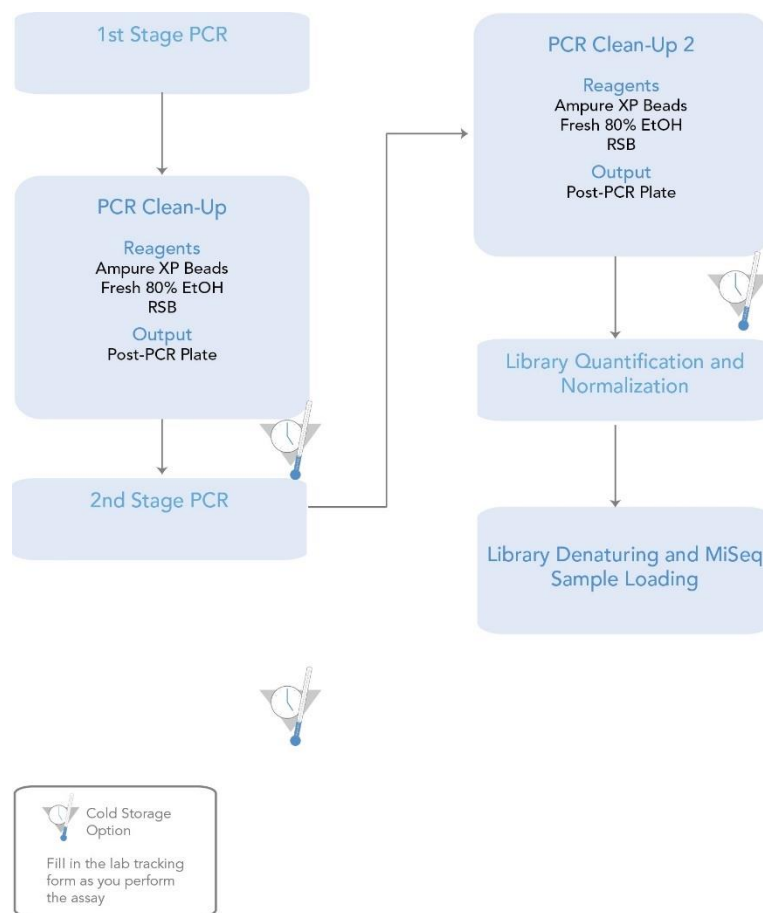 1st Stage PCR
PCR Clean-Up
Reagents
Ampure XP Beads
Fresh 80% EtOH
RSB
Output
Post-PCR Plate
2nd Stage PCR
PCR Clean-Up 2
Reagents
Ampure XP Beads
Fresh 80% EtOH
RSB
Output
Post-PCR Plate
Library Quantification and
Normalization
Library Denaturing and MiSeq
Sample Loading
Cold Storage
Option
Fill in the lab tracking
form as you perform
the assay